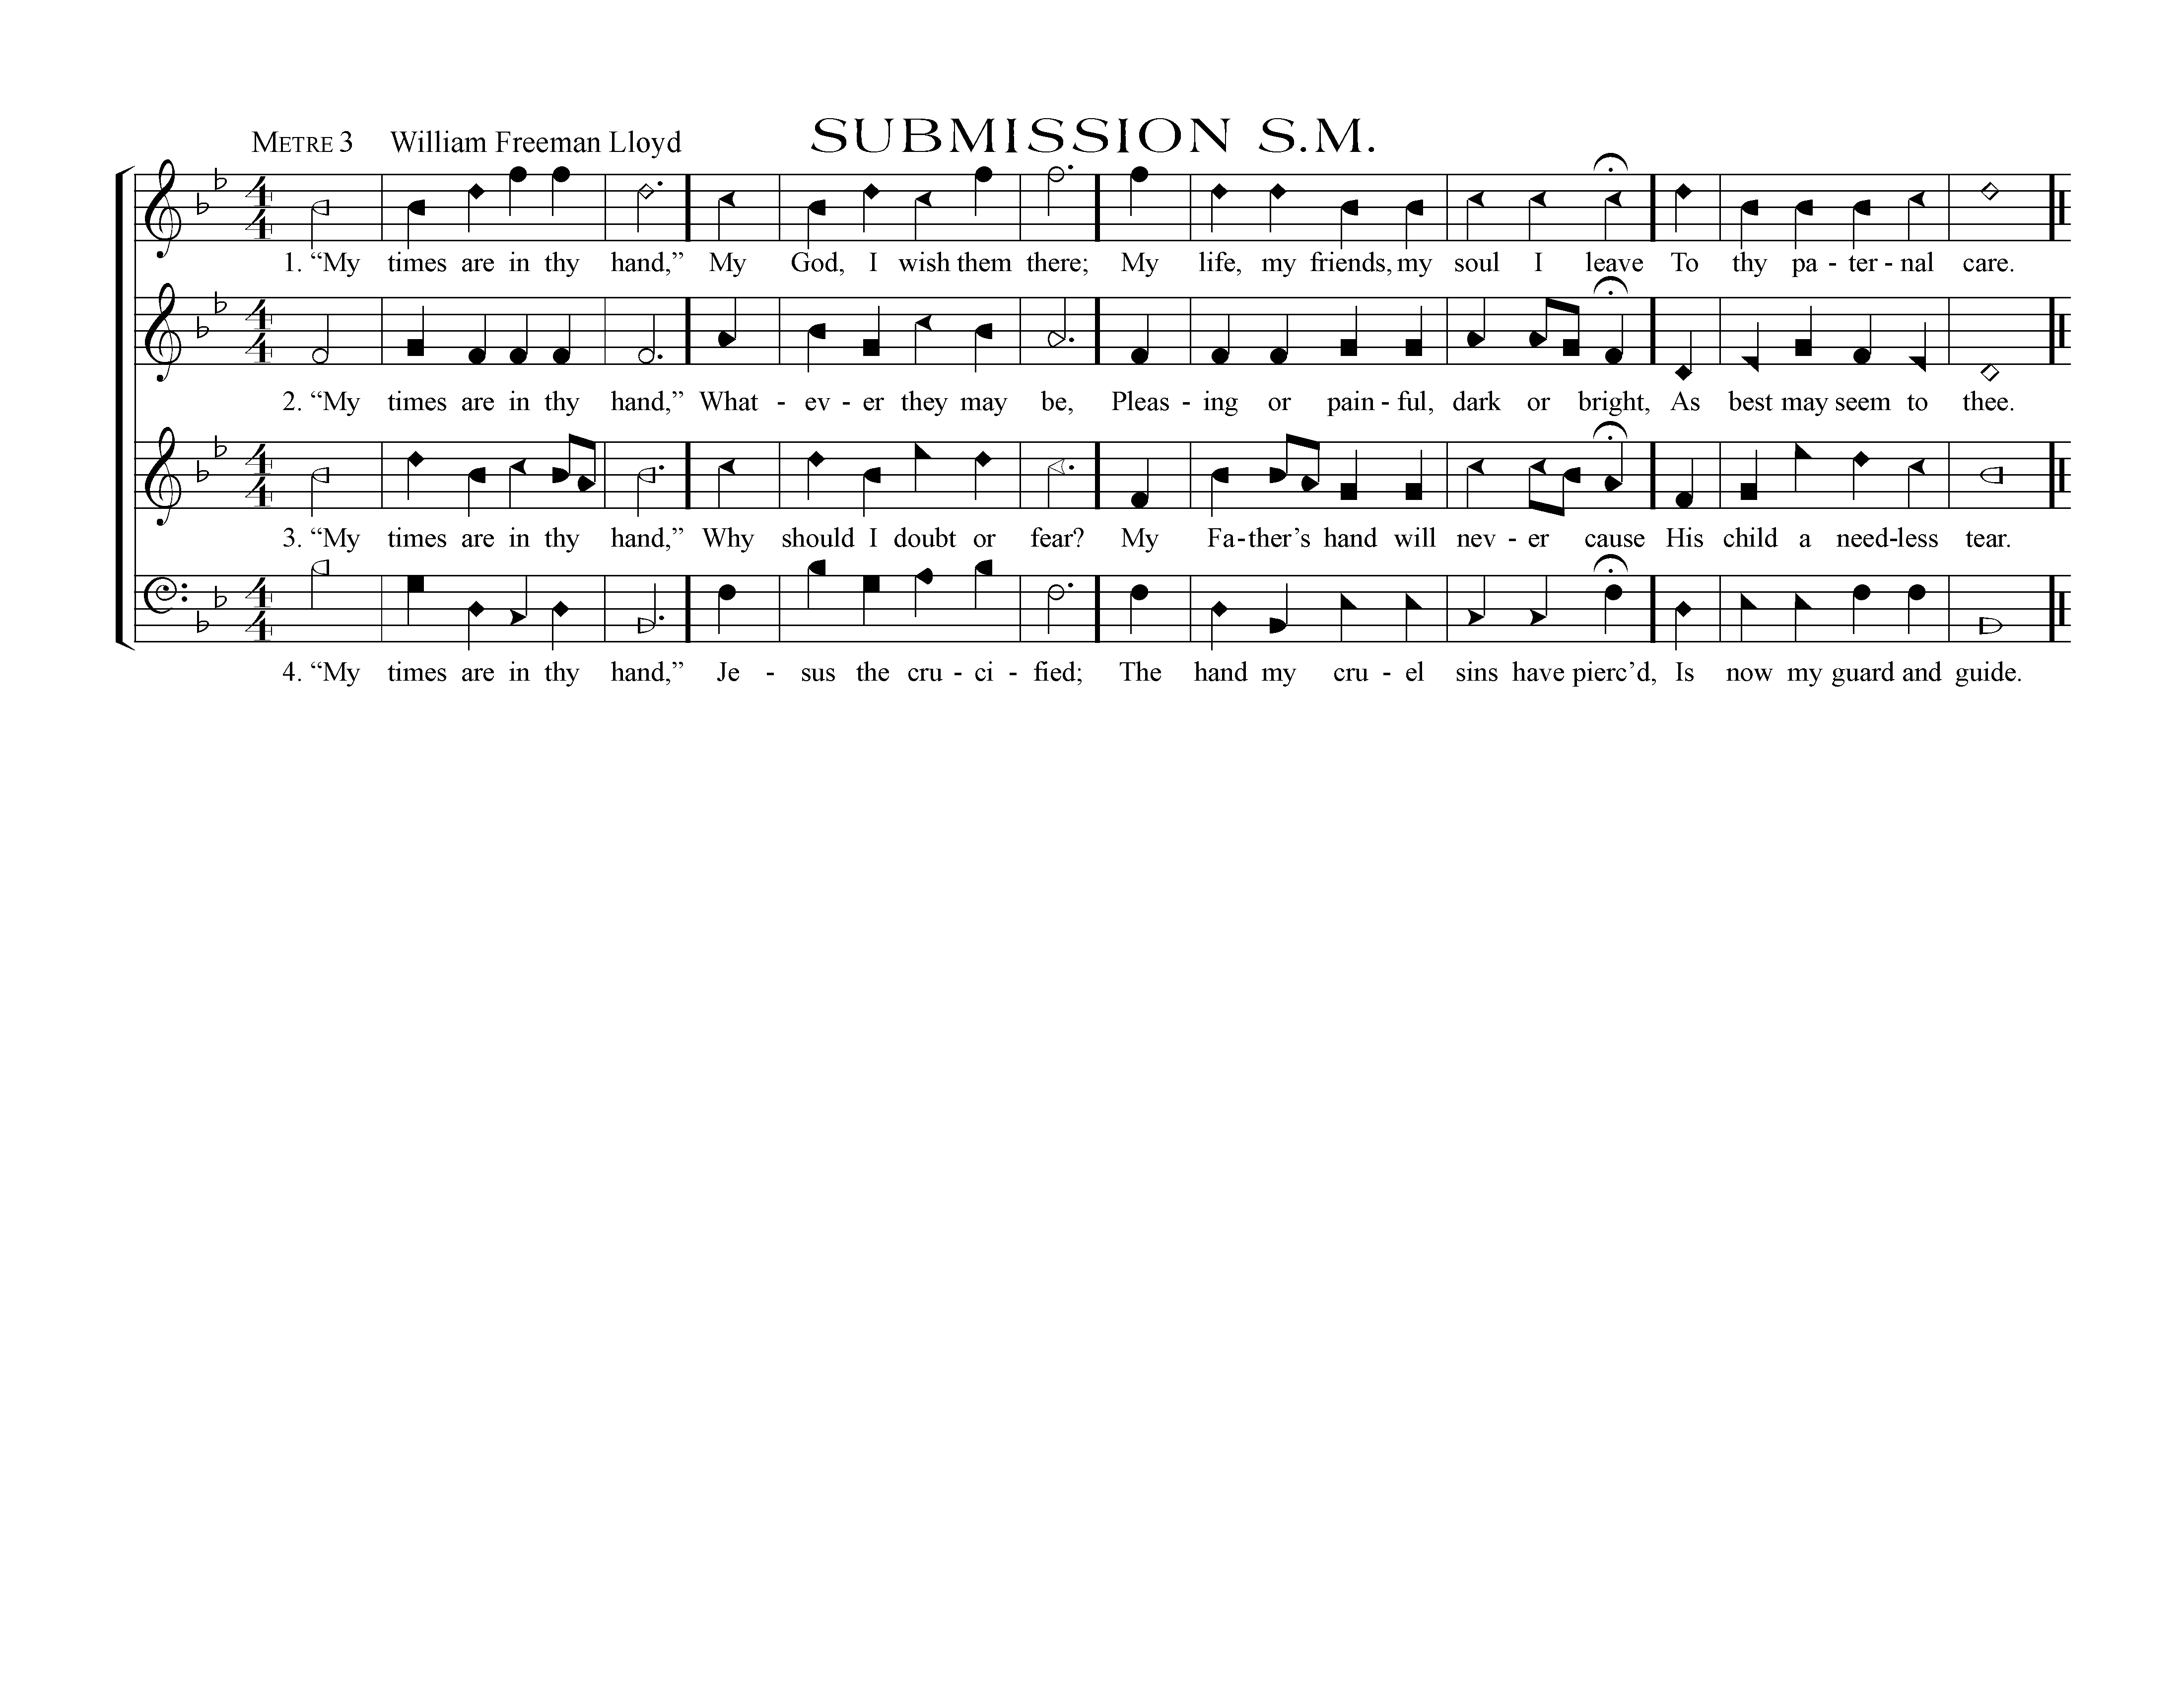 METRE 3 William Freeman Lloyd SUBMISSION S.M.
1. “My times are in thy hand,” My God, I wish them there; My life, my friends, my soul I leave To thy pa - ter - nal care.
2. “My times are in thy hand,” What - ev - er they may be, Pleas - ing or pain - ful, dark or bright, As best may seem to thee.
3. “My times are in thy hand,” Why should I doubt or fear? My Fa - ther’s hand will nev - er cause His child a need - less tear.
4. “My times are in thy hand,” Je - sus the cru - ci - fied; The hand my cru - el sins have pierc’d, Is now my guard and guide.